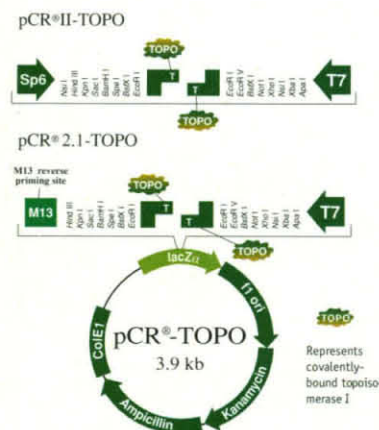 pCR®II-TOPO
TOPO
Sp6 Nsi I Hind III Kpn I Sac I BamH I Spe I BstX I EcoR I T T EcoR I EcoR V BstX I Not I Xho I Nsi I Xba I Apa I T7
TOPO
pCR® 2.1-TOPO
M13 reverse
priming site
TOPO
M13 Hind III Kpn I Sac I BamH I Spe I BstX I EcoR I T T EcoR I EcoR V BstX I Not I Xho I Nsi I Xba I Apa I T7
TOPO
lacZα
f1 ori
Kanamycin
Ampicillin
ColE1
pCR®-TOPO
3.9 kb
TOPO
Represents
covalently-
bound topoiso
merase I